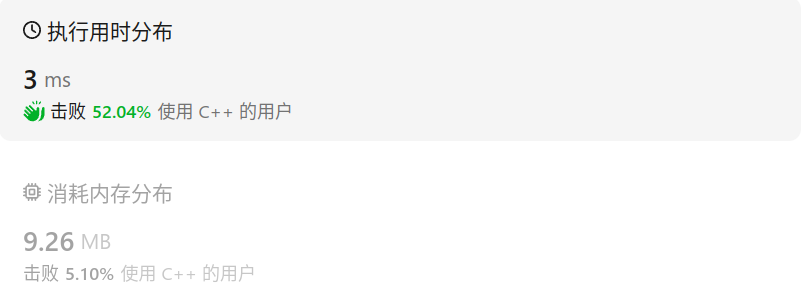 执行用时分布
3 ms
击败 52.04% 使用 C++ 的用户
消耗内存分布
9.26 MB
击败 5.10% 使用 C++ 的用户